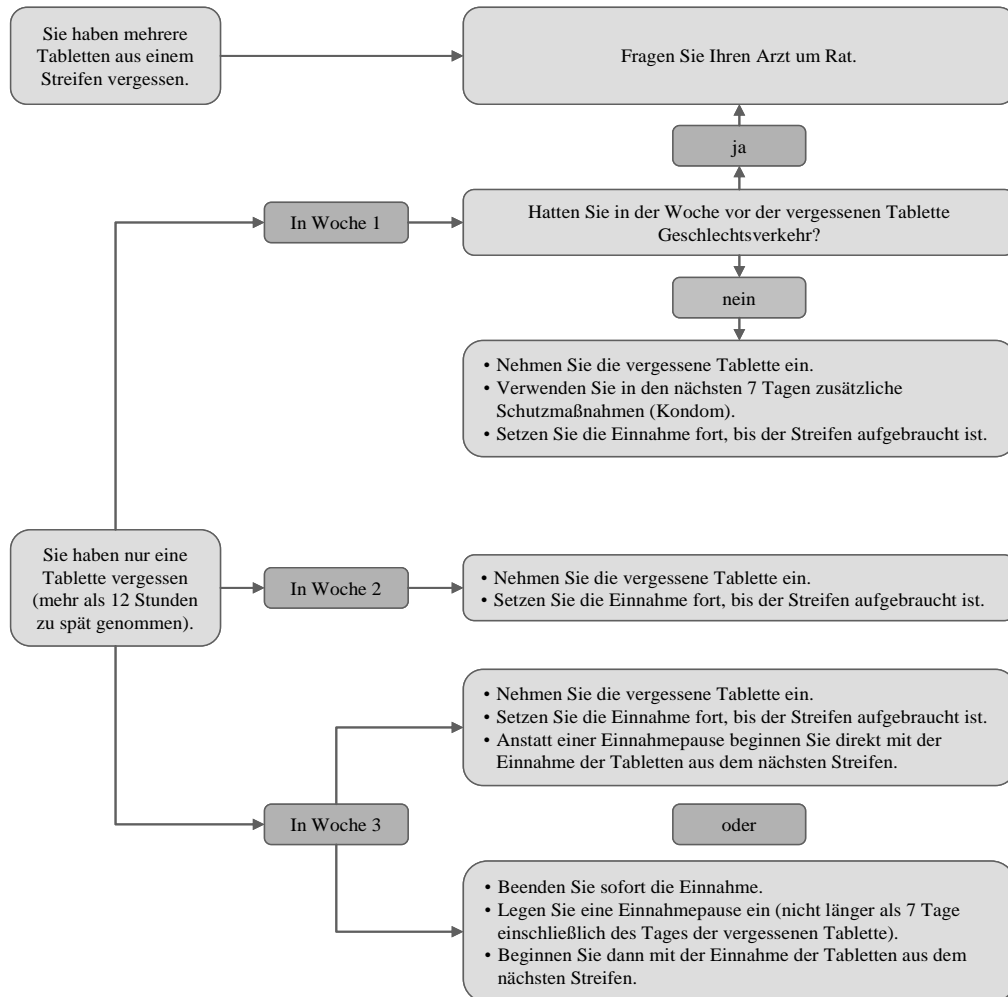 Sie haben mehrere
Tabletten aus einem
Streifen vergessen.
Fragen Sie Ihren Arzt um Rat.
ja
In Woche 1
Hatten Sie in der Woche vor der vergessenen Tablette
Geschlechtsverkehr?
nein
• Nehmen Sie die vergessene Tablette ein.
• Verwenden Sie in den nächsten 7 Tagen zusätzliche
Schutzmaßnahmen (Kondom).
• Setzen Sie die Einnahme fort, bis der Streifen aufgebraucht ist.
Sie haben nur eine
Tablette vergessen
(mehr als 12 Stunden
zu spät genommen).
In Woche 2
• Nehmen Sie die vergessene Tablette ein.
• Setzen Sie die Einnahme fort, bis der Streifen aufgebraucht ist.
• Nehmen Sie die vergessene Tablette ein.
• Setzen Sie die Einnahme fort, bis der Streifen aufgebraucht ist.
• Anstatt einer Einnahmepause beginnen Sie direkt mit der
Einnahme der Tabletten aus dem nächsten Streifen.
In Woche 3
oder
• Beenden Sie sofort die Einnahme.
• Legen Sie eine Einnahmepause ein (nicht länger als 7 Tage
einschließlich des Tages der vergessenen Tablette).
• Beginnen Sie dann mit der Einnahme der Tabletten aus dem
nächsten Streifen.